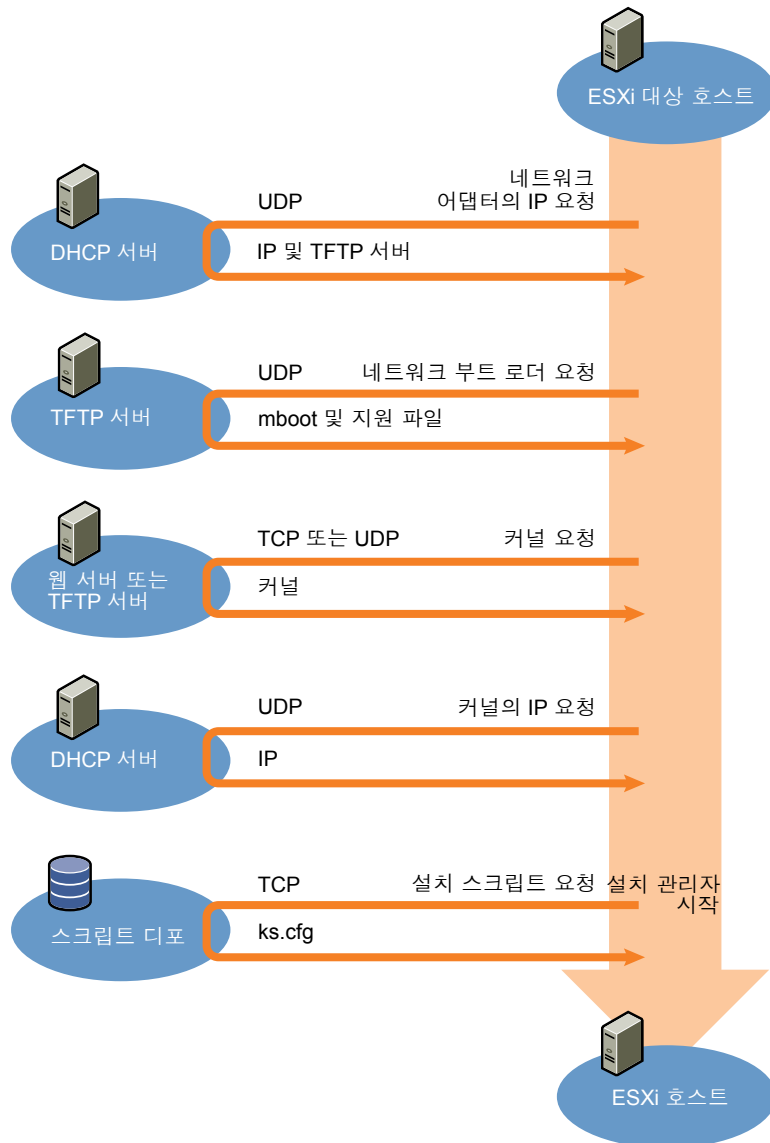 ESXi 대상 호스트
네트워크
UDP 어댑터의 IP 요청
DHCP 서버
IP 및 TFTP 서버
UDP 네트워크 부트 로더 요청
TFTP 서버
mboot 및 지원 파일
TCP 또는 UDP 커널 요청
웹 서버 또는
TFTP 서버
커널
UDP 커널의 IP 요청
DHCP 서버
IP
TCP 설치 스크립트 요청 설치 관리자
시작
스크립트 디포
ks.cfg
ESXi 호스트